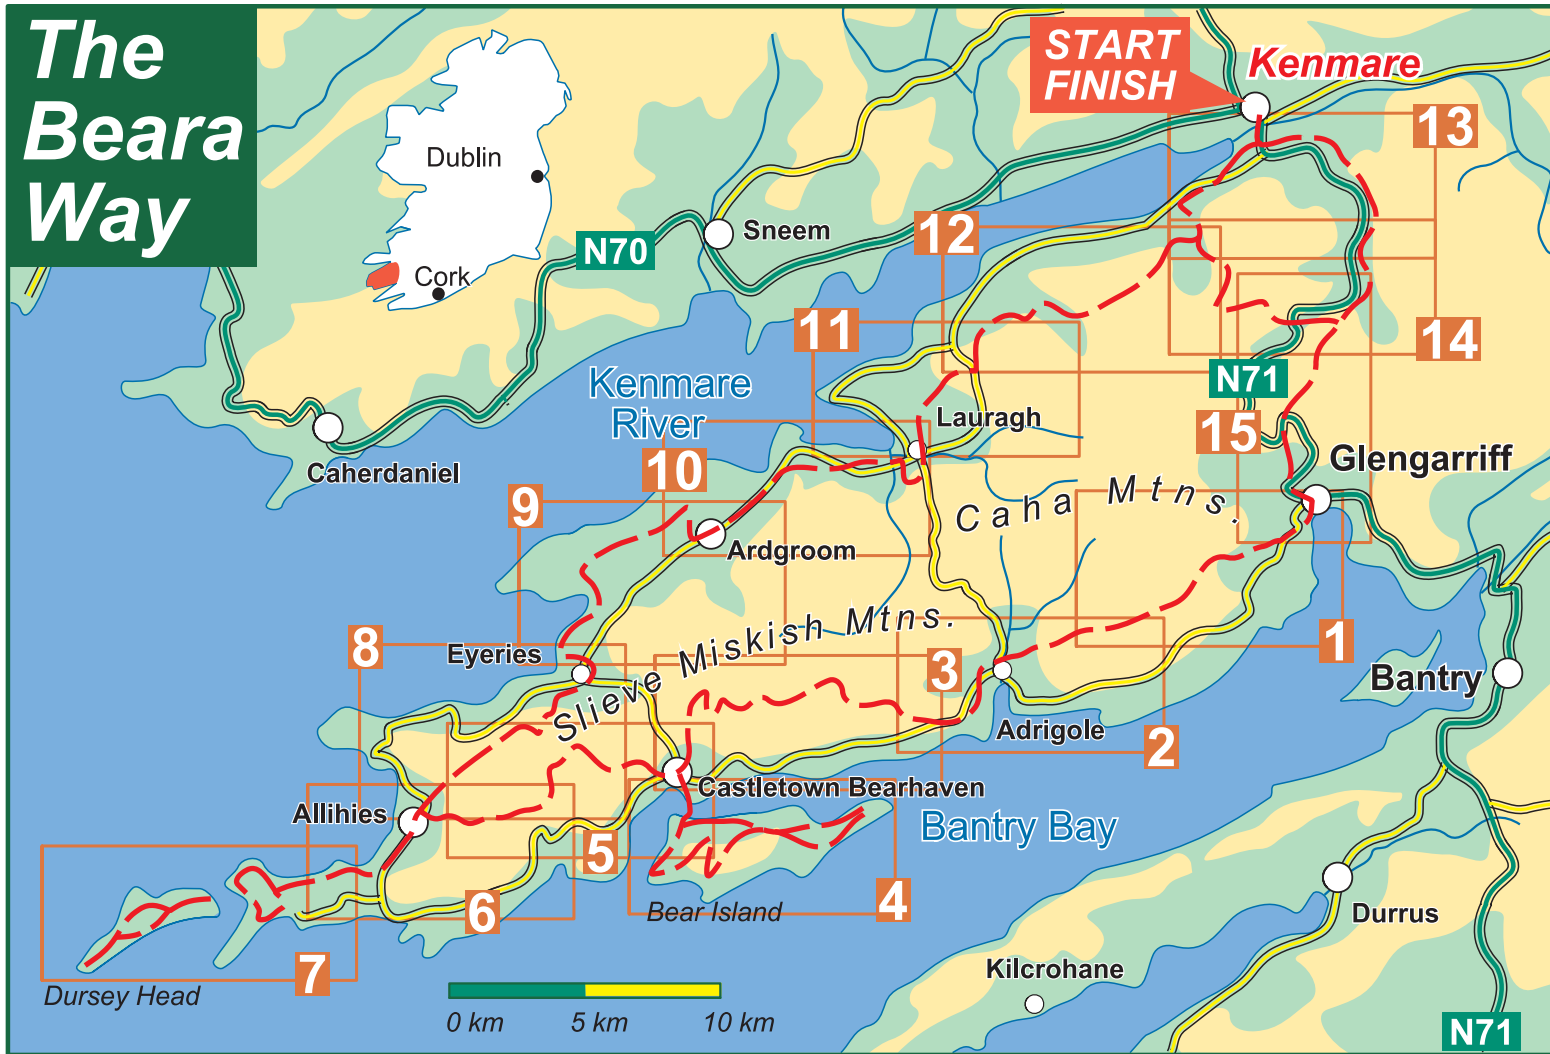 The
Beara
Way
START
FINISH
Kenmare
13
Dublin
Sneem
N70
12
Cork
11
14
Kenmare
River
N71
Lauragh
15
Glengarriff
Caherdaniel
10
9
Caha Mtns.
Ardgroom
Slieve Miskish Mtns.
8
Eyeries
3
1
Bantry
Adrigole
2
Castletown Bearhaven
Allihies
Bantry Bay
5
4
6
Bear Island
Durrus
7
Kilcrohane
Dursey Head
0 km
5 km
10 km
N71